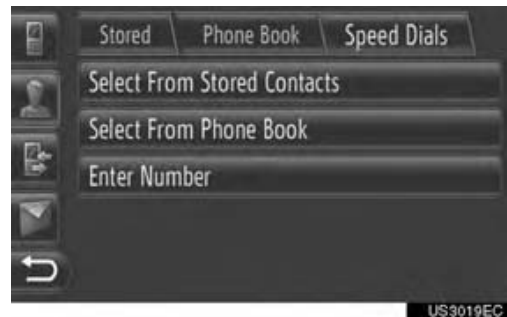 Stored Phone Book Speed Dials
Select From Stored Contacts
Select From Phone Book
Enter Number
US3019EC